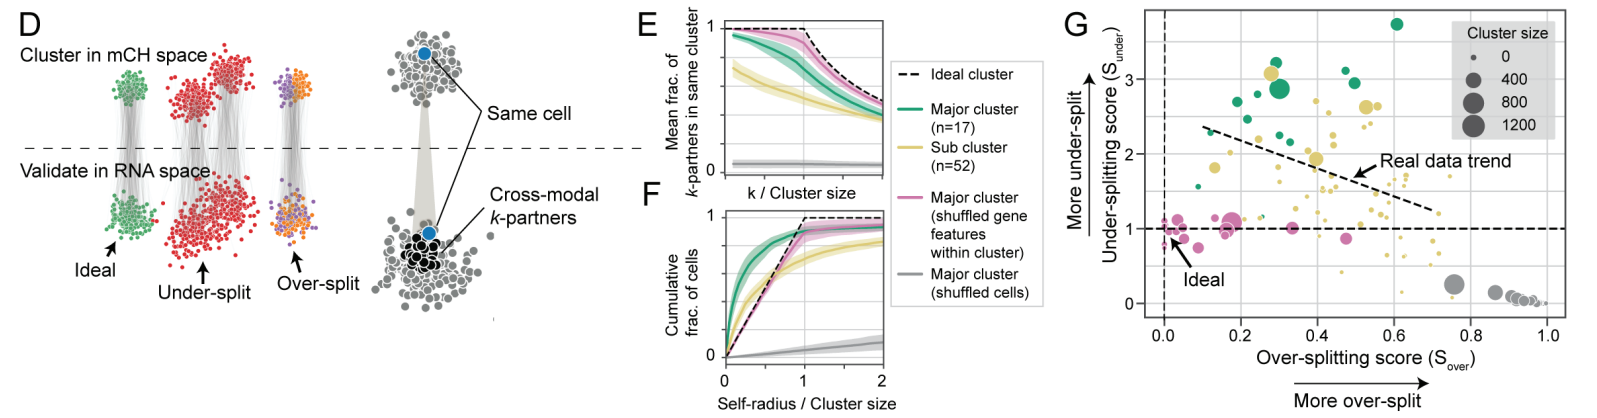 D
Cluster in mCH space
Validate in RNA space
Ideal
Under-split
Over-split
Same cell
Cross-modal
k-partners
E
Mean frac. of
k-partners in same cluster
1
0
k / Cluster size
F
Cumulative
frac. of cells
1
0
0
1
2
Self-radius / Cluster size
Ideal cluster
Major cluster
(n=17)
Sub cluster
(n=52)
Major cluster
(shuffled gene
features
within cluster)
Major cluster
(shuffled cells)
G
More under-split
Under-splitting score (Sunder)
3
2
1
0
Cluster size
0
400
800
1200
Real data trend
Ideal
0.0
0.2
0.4
0.6
0.8
1.0
Over-splitting score (Sover)
More over-split